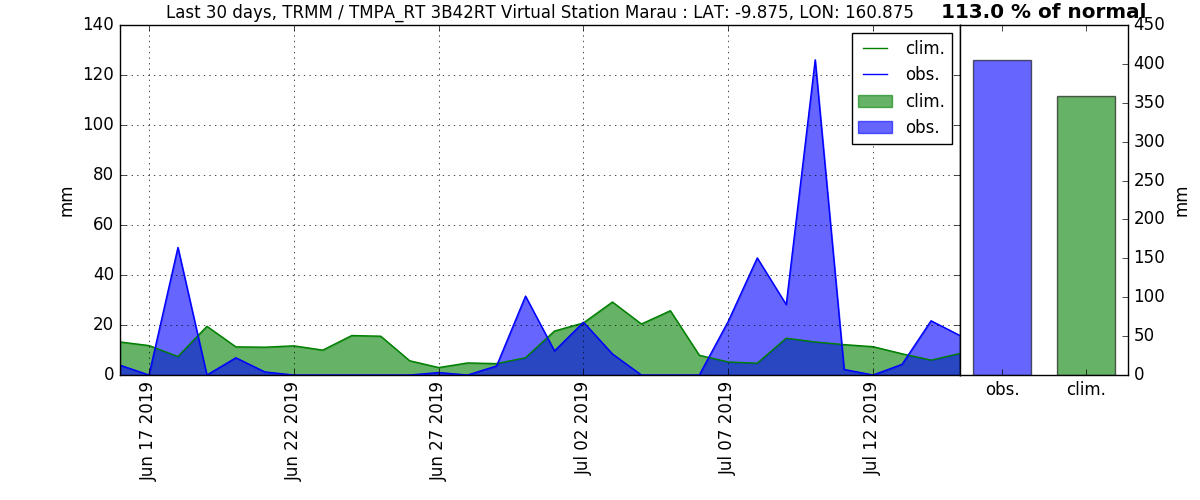 Last 30 days, TRMM / TMPA_RT 3B42RT Virtual Station Marau : LAT: -9.875, LON: 160.875
113.0 % of normal
140
120
100
80
60
40
20
0
mm
clim.
obs.
clim.
obs.
Jun 17 2019
Jun 22 2019
Jun 27 2019
Jul 02 2019
Jul 07 2019
Jul 12 2019
450
400
350
300
250
200
150
100
50
0
mm
obs.
clim.